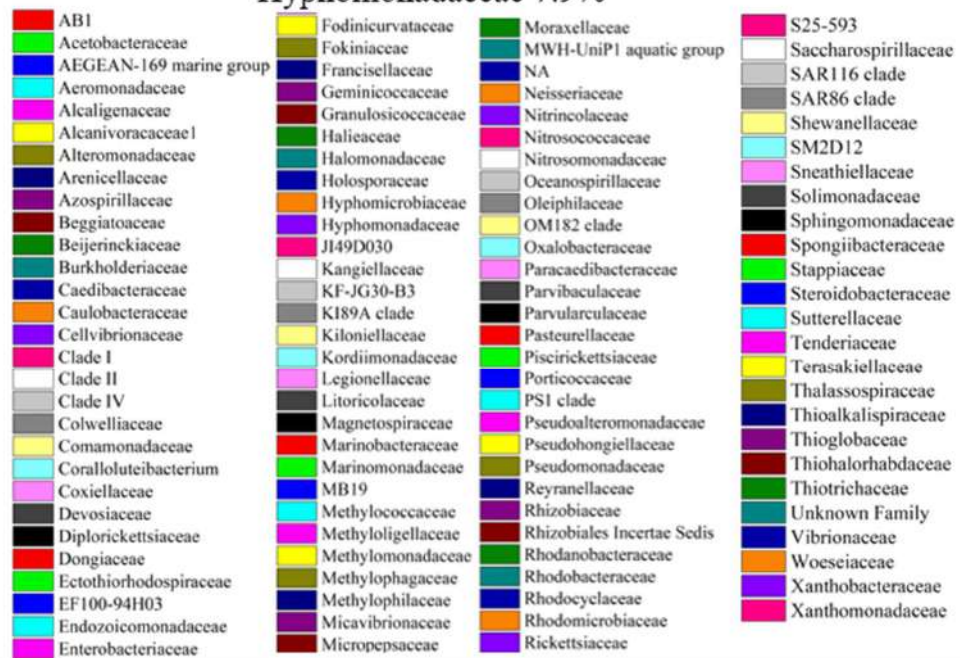 AB1
Acetobacteraceae
AEGEAN-169 marine group
Aeromonadaceae
Alcaligenaceae
Alcanivoracaceae1
Alteromonadaceae
Arenicellaceae
Azospirillaceae
Beggiatoaceae
Beijerinckiaceae
Burkholderiaceae
Caedibacteraceae
Caulobacteraceae
Cellvibrionaceae
Clade I
Clade II
Clade IV
Colwelliaceae
Comamonadaceae
Coralloluteibacterium
Coxiellaceae
Devosiaceae
Diplorickettsiaceae
Dongiaceae
Ectothiorhodospiraceae
EF100-94H03
Endozoicomonadaceae
Enterobacteriaceae
Fodinicurvataceae
Fokiniaceae
Francisellaceae
Geminicoccaceae
Granulosicoccaceae
Halieaceae
Halomonadaceae
Holosporaceae
Hyphomicrobiaceae
Hyphomonadaceae
JI49D030
Kangiellaceae
KF-JG30-B3
KI89A clade
Kiloniellaceae
Kordiimonadaceae
Legionellaceae
Litoricolaceae
Magnetospiraceae
Marinobacteraceae
Marinomonadaceae
MB19
Methylococcaceae
Methyloligellaceae
Methylomonadaceae
Methylophagaceae
Methylophilaceae
Micavibrionaceae
Micropepsaceae
Moraxellaceae
MWH-UniP1 aquatic group
NA
Neisseriaceae
Nitrincolaceae
Nitrosococcaceae
Nitrosomonadaceae
Oceanospirillaceae
Oleiphilaceae
OM182 clade
Oxalobacteraceae
Paracaedibacteraceae
Parvibaculaceae
Parvularculaceae
Pasteurellaceae
Piscirickettsiaceae
Porticoccaceae
PS1 clade
Pseudoalteromonadaceae
Pseudohongiellaceae
Pseudomonadaceae
Reyranellaceae
Rhizobiaceae
Rhizobiales Incertae Sedis
Rhodanobacteraceae
Rhodobacteraceae
Rhodocyclaceae
Rhodomicrobiaceae
Rickettsiaceae
S25-593
Saccharospirillaceae
SAR116 clade
SAR86 clade
Shewanellaceae
SM2D12
Sneathiellaceae
Solimonadaceae
Sphingomonadaceae
Spongiibacteraceae
Stappiaceae
Steroidobacteraceae
Sutterellaceae
Tenderiaceae
Terasakiellaceae
Thalassospiraceae
Thioalkalispiraceae
Thioglobaceae
Thiohalorhabdaceae
Thiotrichaceae
Unknown Family
Vibrionaceae
Woeseiaceae
Xanthobacteraceae
Xanthomonadaceae